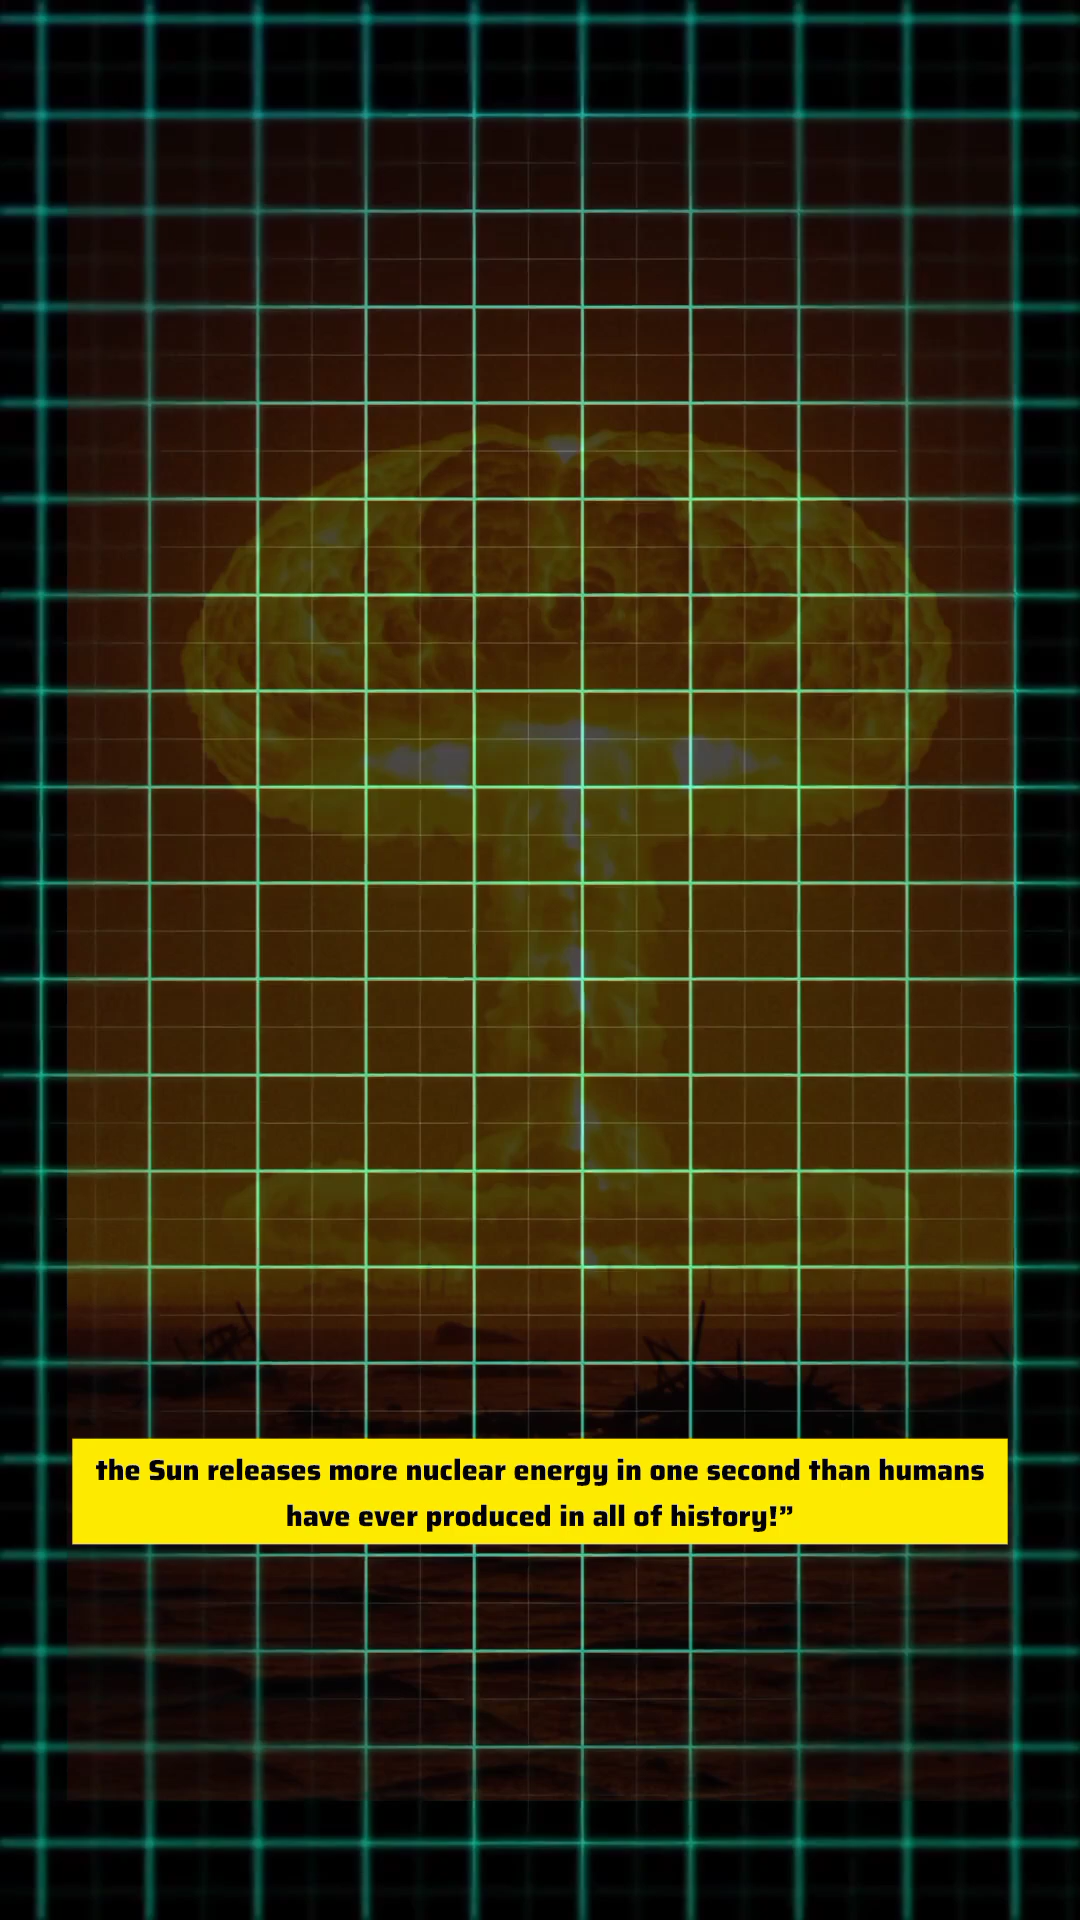 the Sun releases more nuclear energy in one second than humans
have ever produced in all of history!”